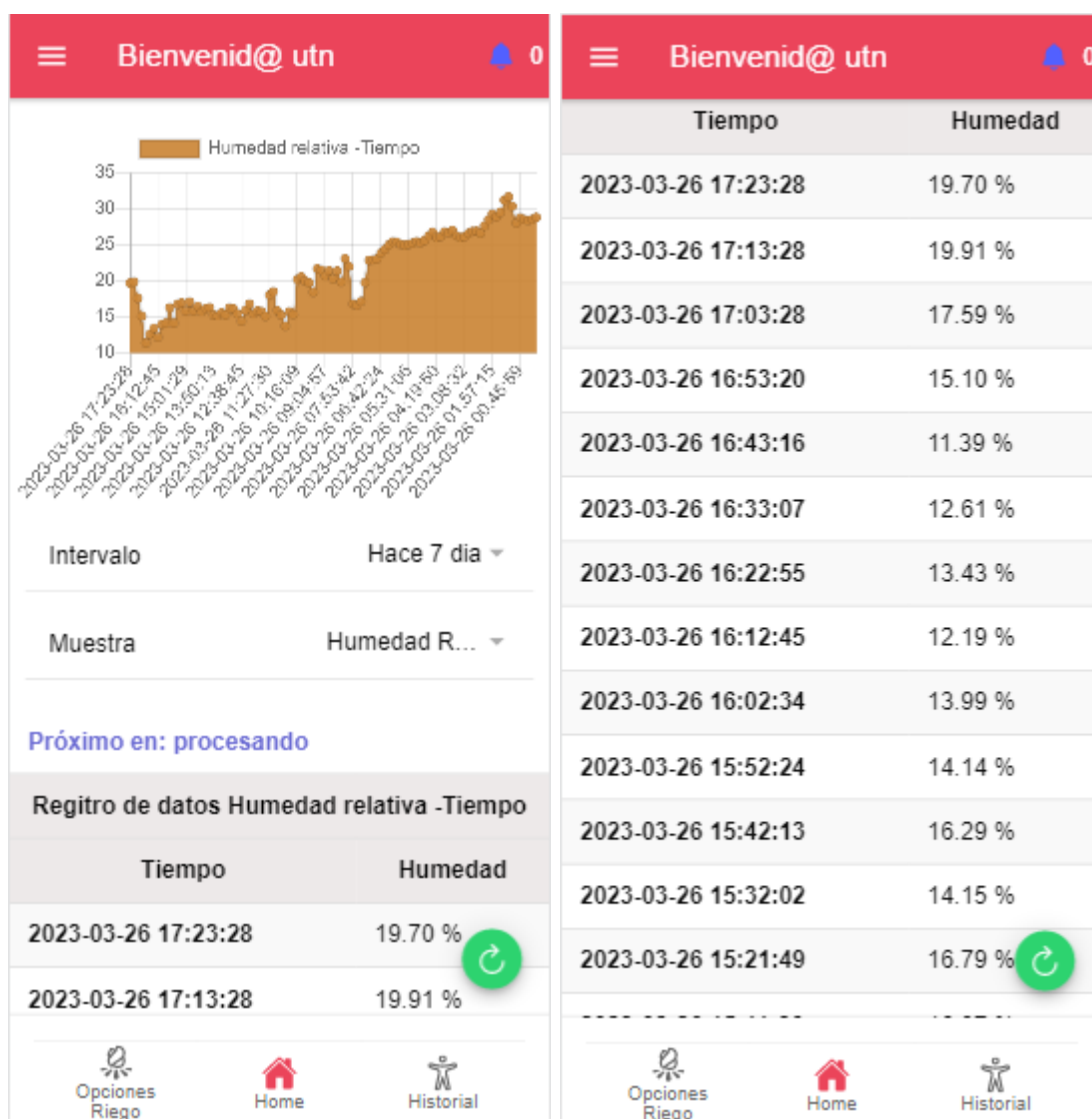 Bienvenid@ utn
0
Humedad relativa -Tiempo
35
30
25
20
15
10
2023-03-26 17:23:28
2023-03-26 16:12:45
2023-03-26 15:01:29
2023-03-26 13:50:13
2023-03-26 12:38:45
2023-03-26 11:27:30
2023-03-26 10:16:09
2023-03-26 09:04:57
2023-03-26 07:53:42
2023-03-26 06:42:24
2023-03-26 05:31:06
2023-03-26 04:19:50
2023-03-26 03:08:32
2023-03-26 01:57:15
2023-03-26 00:45:59
Intervalo Hace 7 dia
Muestra Humedad R...
Próximo en: procesando
Regitro de datos Humedad relativa -Tiempo
Tiempo Humedad
2023-03-26 17:23:28 19.70 %
2023-03-26 17:13:28 19.91 %
Opciones
Riego
Home
Historial
Bienvenid@ utn
0
Tiempo Humedad
2023-03-26 17:23:28 19.70 %
2023-03-26 17:13:28 19.91 %
2023-03-26 17:03:28 17.59 %
2023-03-26 16:53:20 15.10 %
2023-03-26 16:43:16 11.39 %
2023-03-26 16:33:07 12.61 %
2023-03-26 16:22:55 13.43 %
2023-03-26 16:12:45 12.19 %
2023-03-26 16:02:34 13.99 %
2023-03-26 15:52:24 14.14 %
2023-03-26 15:42:13 16.29 %
2023-03-26 15:32:02 14.15 %
2023-03-26 15:21:49 16.79 %
Opciones
Riego
Home
Historial